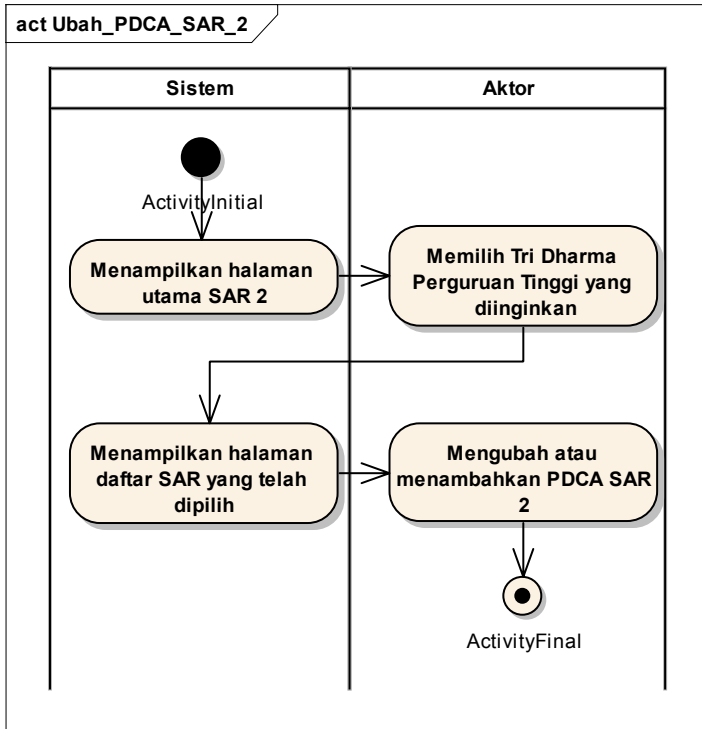 act Ubah_PDCA_SAR_2
Sistem
Aktor
ActivityInitial
Menampilkan halaman
utama SAR 2
Memilih Tri Dharma
Perguruan Tinggi yang
diinginkan
Menampilkan halaman
daftar SAR yang telah
dipilih
Mengubah atau
menambahkan PDCA SAR
2
ActivityFinal